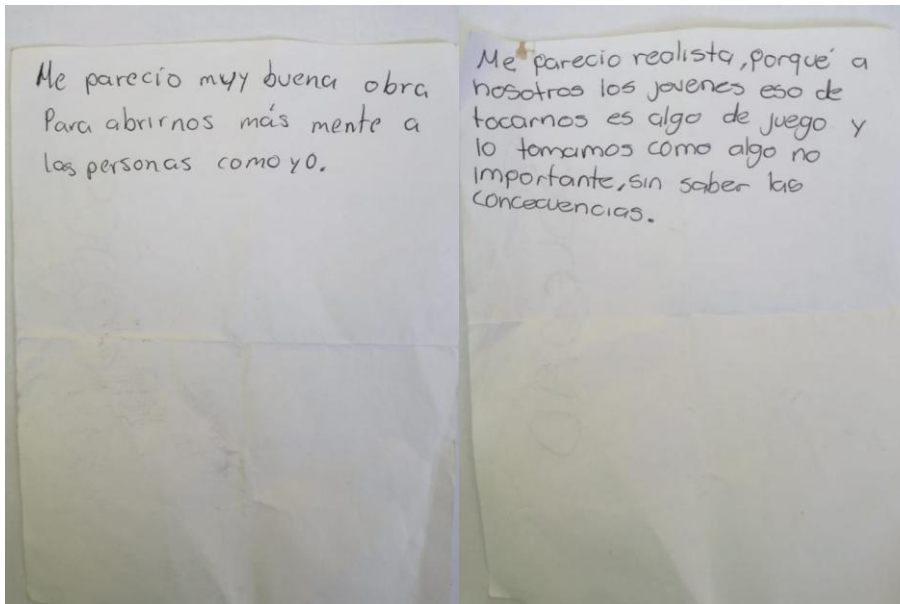 Me parecio muy buena obra
Para abrirnos más mente a
las personas como yo.
Me parecio realista, porqué a
nosotros los jovenes eso de
tocarnos es algo de juego y
lo tomamos como algo no
importante, sin saber las
concecuencias.